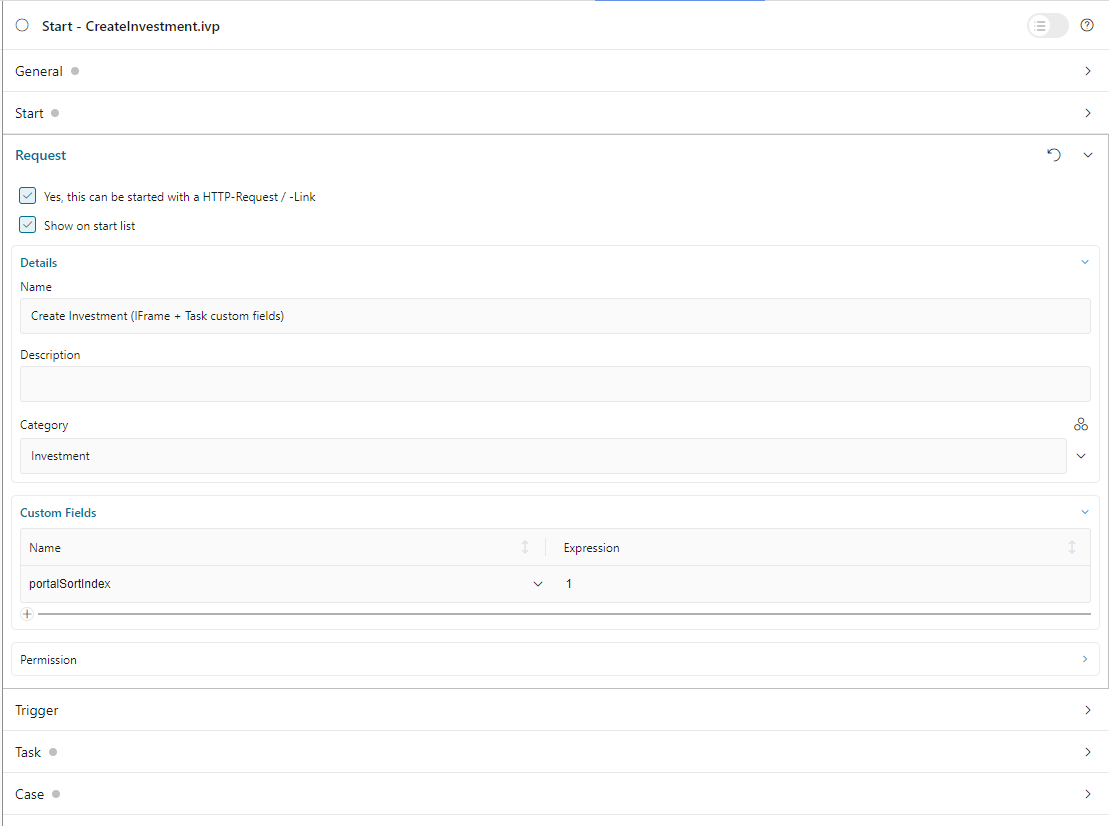 Start - CreateInvestment.ivp
General
Start
Request
Yes, this can be started with a HTTP-Request / -Link
Show on start list
Details
Name
Create Investment (IFrame + Task custom fields)
Description
Category
Investment
Custom Fields
Name Expression
portalSortIndex 1
Permission
Trigger
Task
Case